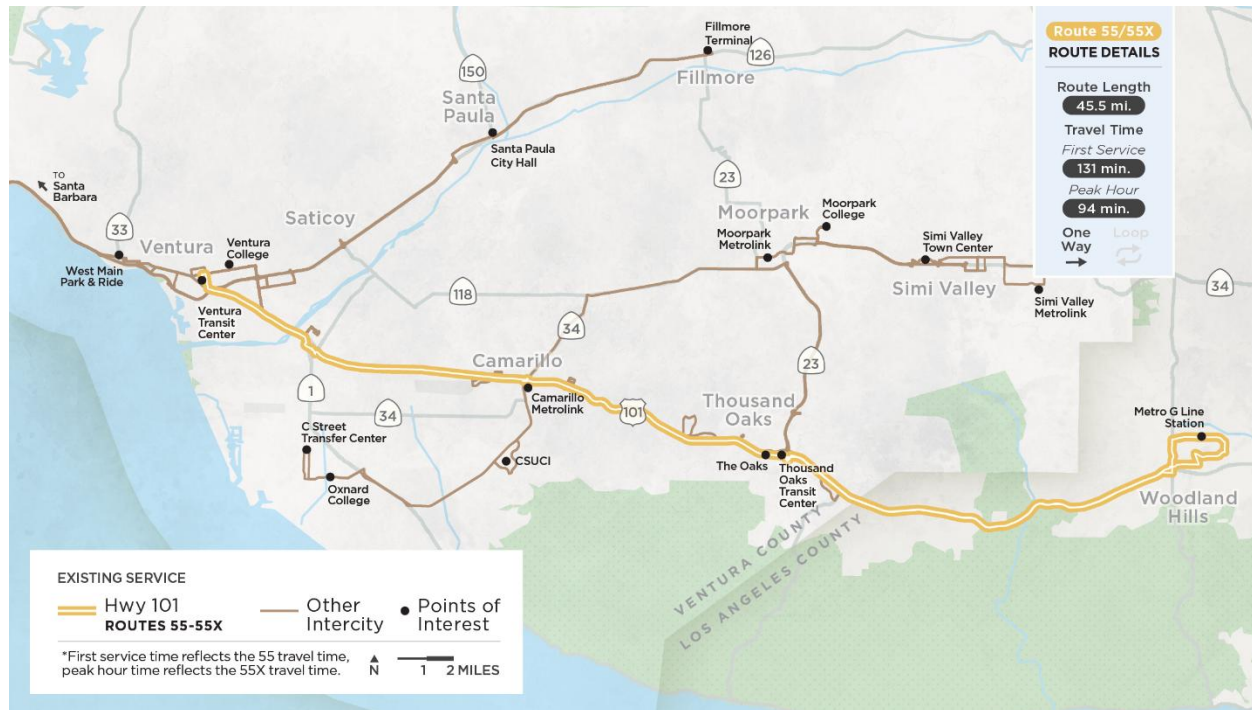 Fillmore
Terminal
126
Fillmore
150
Santa
Paula
Santa Paula
City Hall
TO
Santa
Barbara
33
Ventura
Ventura
College
West Main
Park & Ride
Ventura
Transit
Center
Saticoy
118
23
Moorpark
Moorpark
College
Moorpark
Metrolink
Simi Valley
Town Center
Simi Valley
Simi Valley
Metrolink
34
34
Camarillo
Camarillo
Metrolink
1
34
C Street
Transfer Center
Oxnard
College
CSUCI
101
23
Thousand
Oaks
The Oaks
Thousand
Oaks
Transit
Center
Metro G Line
Station
Woodland
Hills
VENTURA COUNTY
LOS ANGELES COUNTY
Route 55/55X
ROUTE DETAILS
Route Length
45.5 mi.
Travel Time
First Service
131 min.
Peak Hour
94 min.
One
Way
Loop
EXISTING SERVICE
Hwy 101
ROUTES 55-55X
Other
Intercity
Points of
Interest
*First service time reflects the 55 travel time,
peak hour time reflects the 55X travel time.
N
1 2 MILES